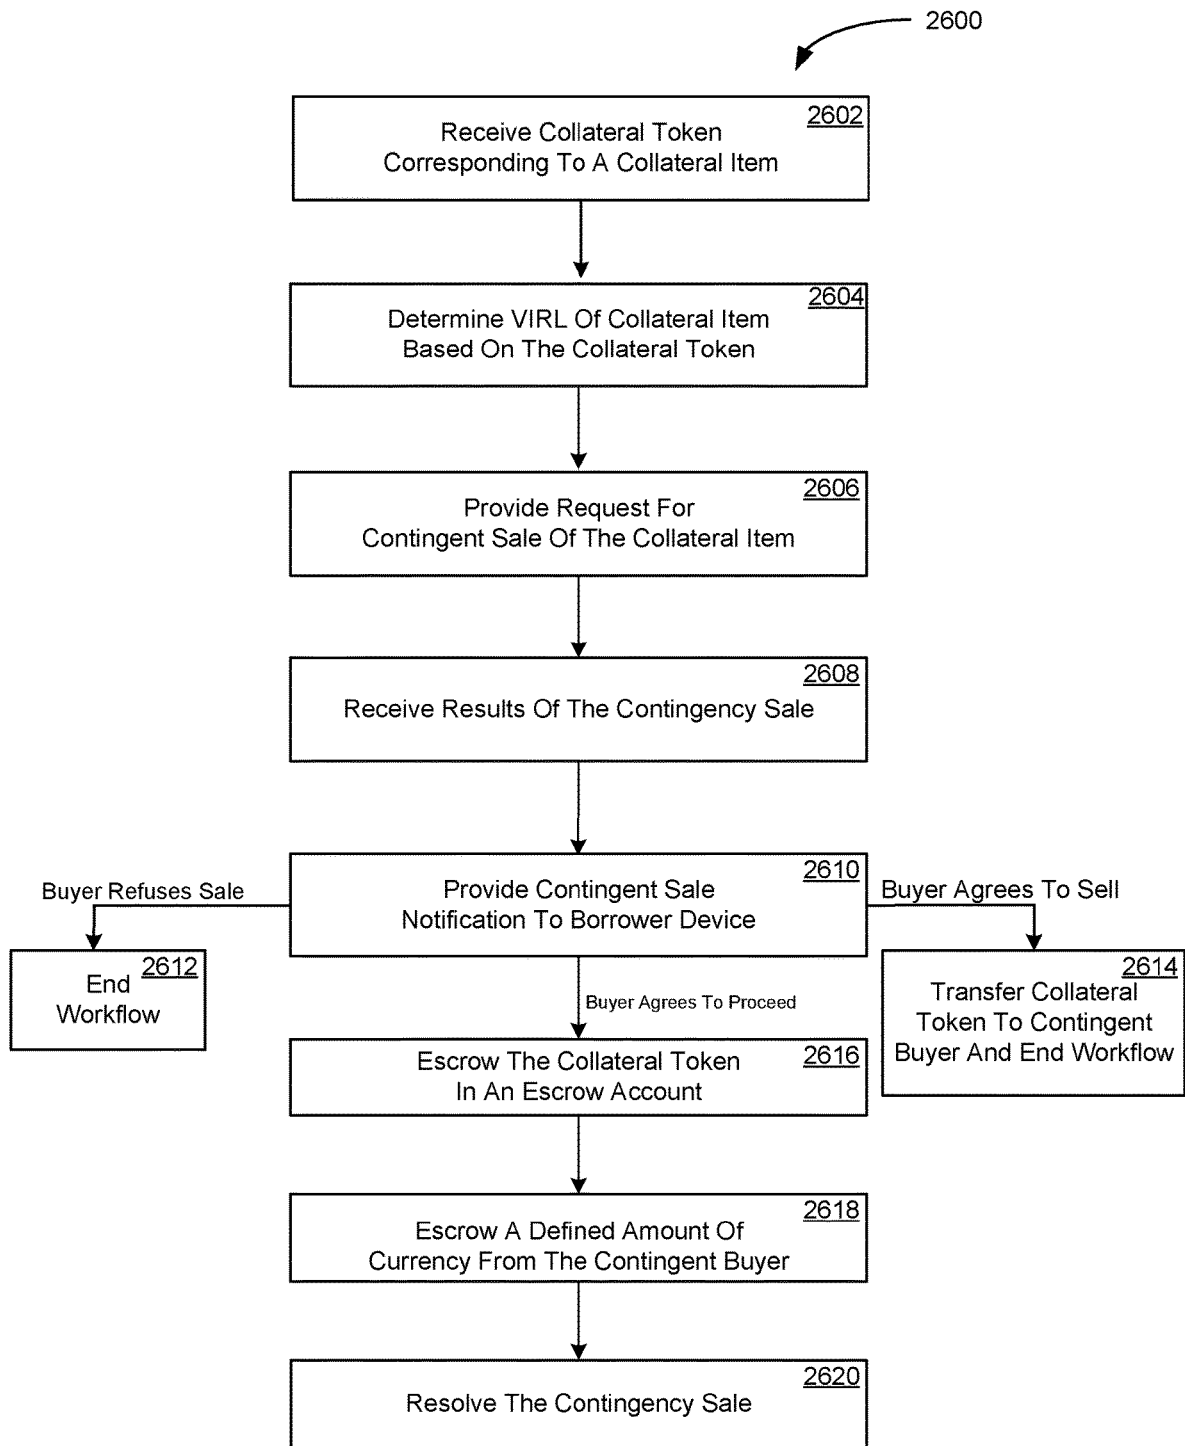 2600
2602
Receive Collateral Token
Corresponding To A Collateral Item
2604
Determine VIRL Of Collateral Item
Based On The Collateral Token
2606
Provide Request For
Contingent Sale Of The Collateral Item
2608
Receive Results Of The Contingency Sale
2610
Provide Contingent Sale
Notification To Borrower Device
Buyer Refuses Sale
Buyer Agrees To Sell
2612
End
Workflow
2614
Transfer Collateral
Token To Contingent
Buyer And End Workflow
Buyer Agrees To Proceed
2616
Escrow The Collateral Token
In An Escrow Account
2618
Escrow A Defined Amount Of
Currency From The Contingent Buyer
2620
Resolve The Contingency Sale